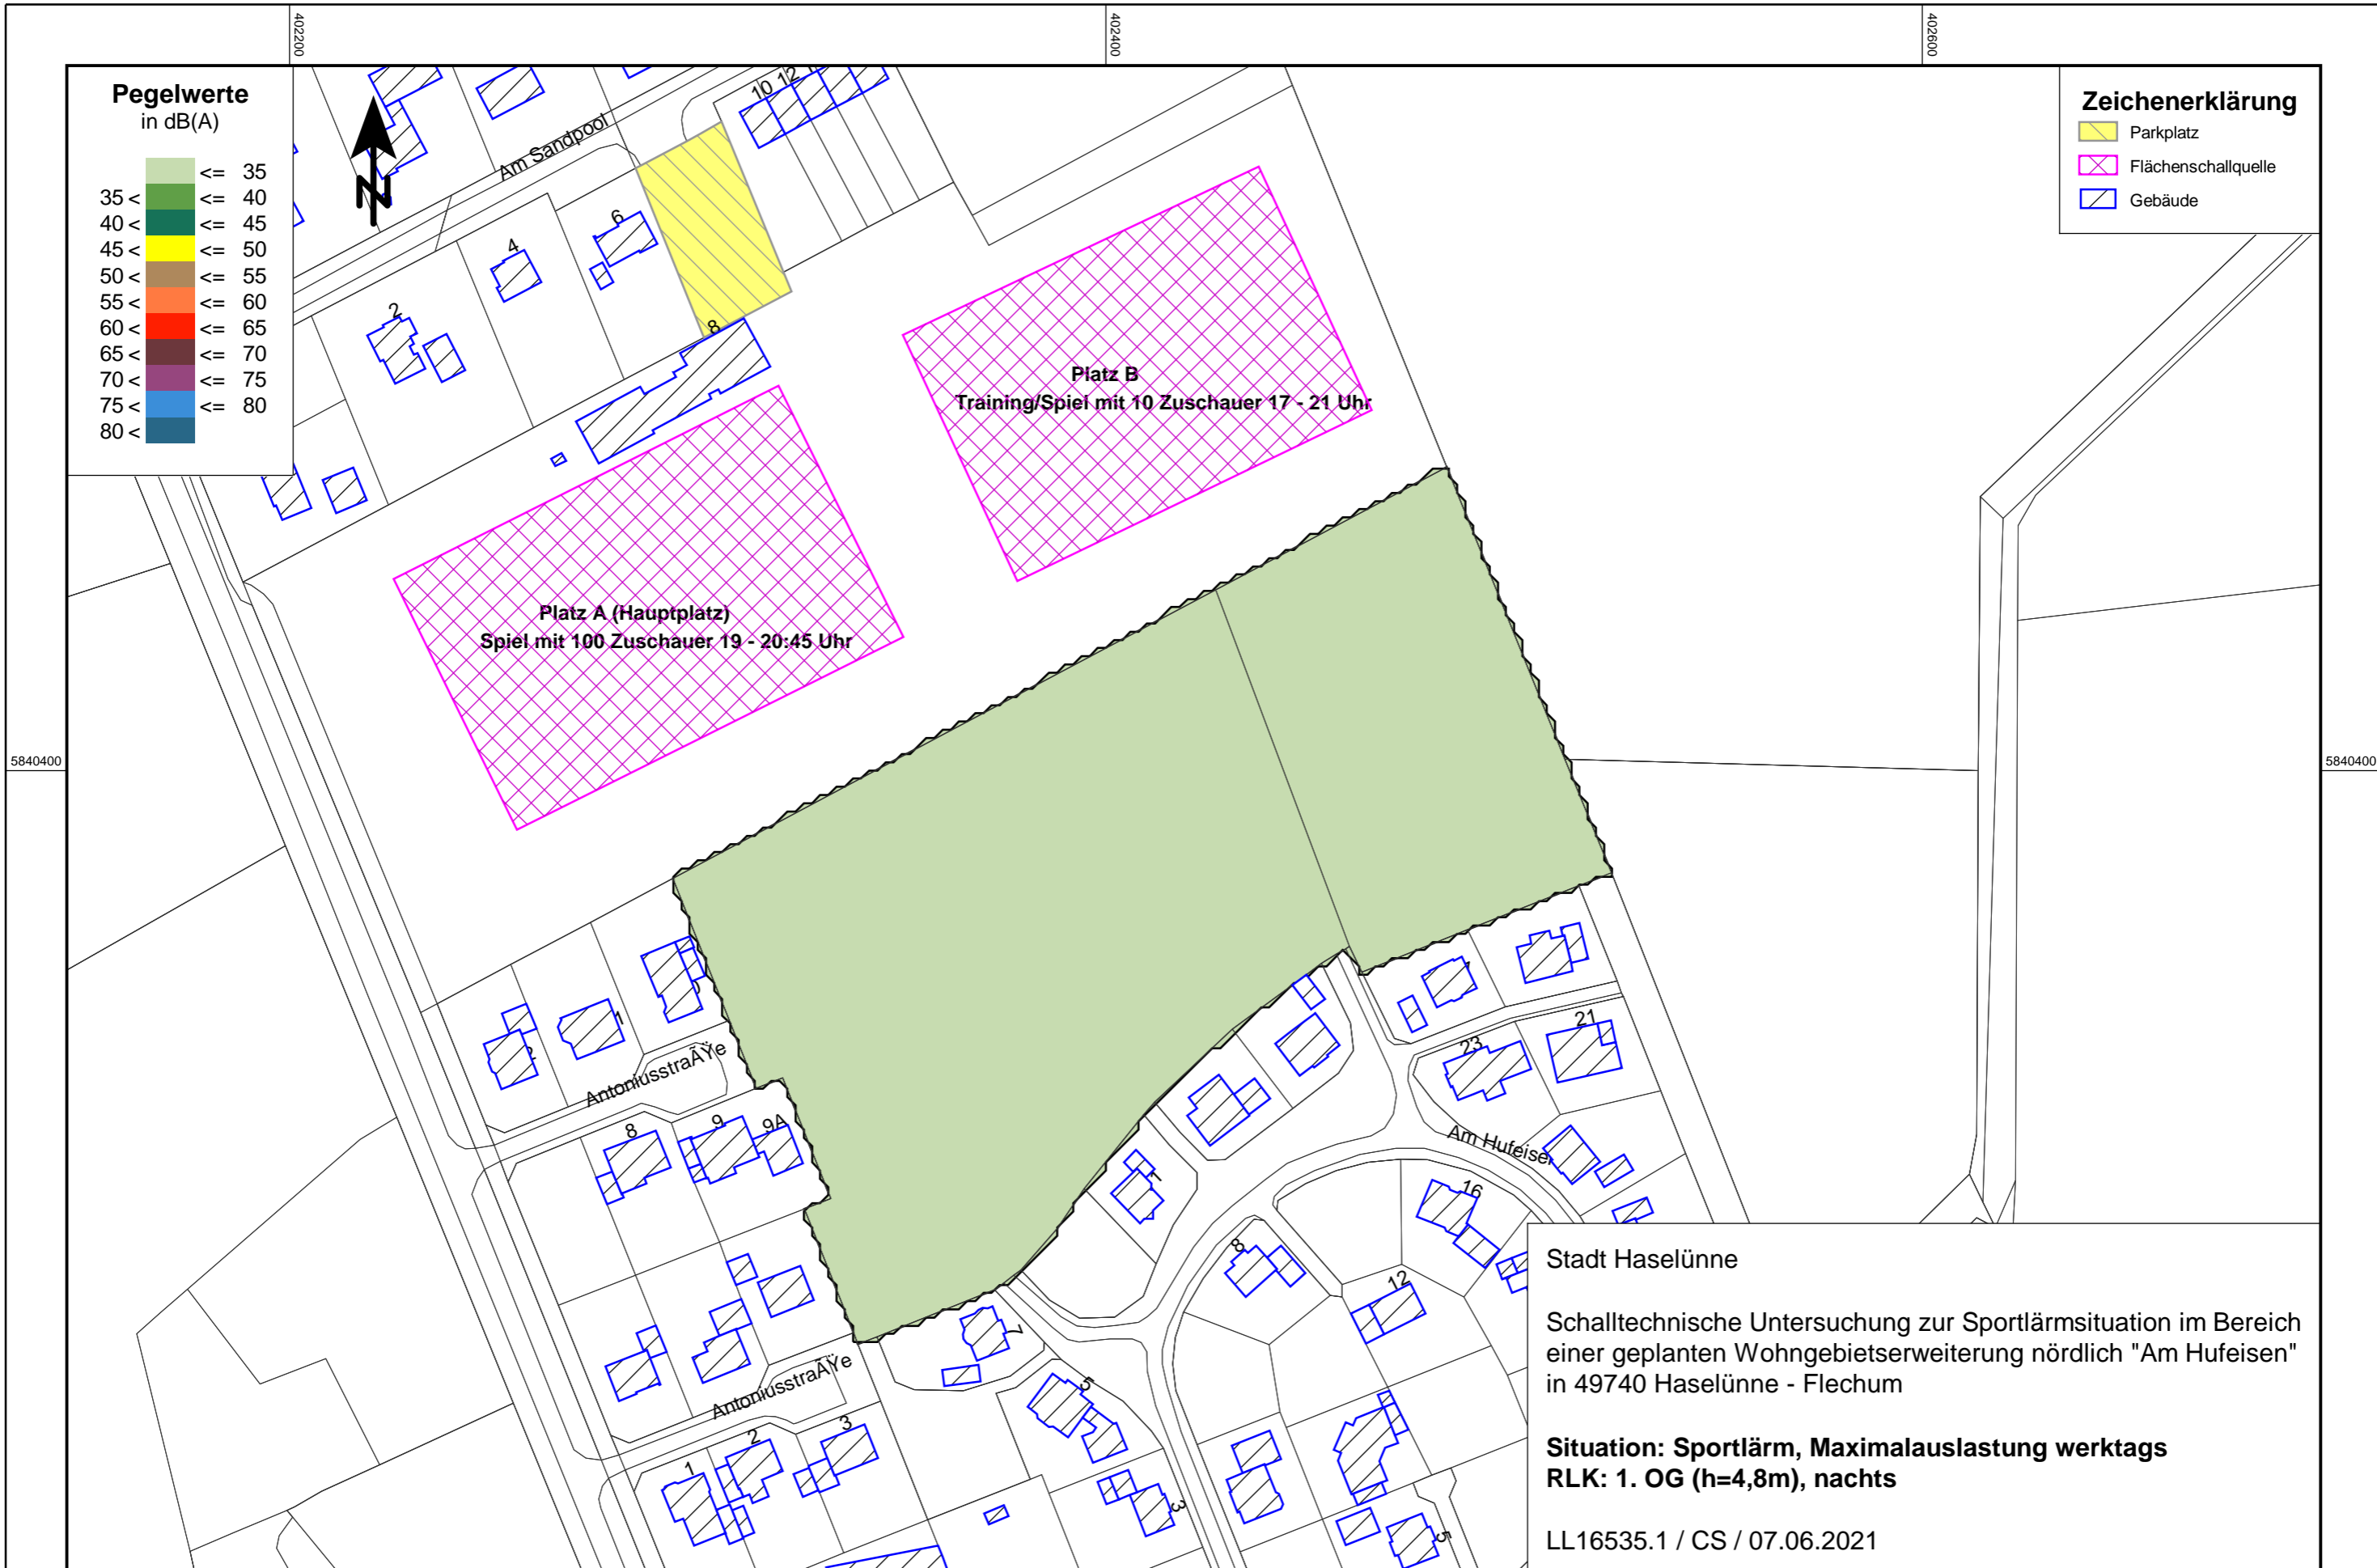 402200
402400
402600
Pegelwerte
in dB(A)
<= 35
35 < <= 40
40 < <= 45
45 < <= 50
50 < <= 55
55 < <= 60
60 < <= 65
65 < <= 70
70 < <= 75
75 < <= 80
80 <
N
Zeichenerklärung
Parkplatz
Flächenschallquelle
Gebäude
10
12
Am Sandpool
6
4
2
8
Platz B
Training/Spiel mit 10 Zuschauer 17 - 21 Uhr
Platz A (Hauptplatz)
Spiel mit 100 Zuschauer 19 - 20:45 Uhr
5840400
5840400
AntoniusstraÃŸe
8
9
9A
21
23
Am Hufeisen
16
8
12
7
5
AntoniusstraÃŸe
1
2
3
3
5
Stadt Haselünne
Schalltechnische Untersuchung zur Sportlärmsituation im Bereich
einer geplanten Wohngebietserweiterung nördlich "Am Hufeisen"
in 49740 Haselünne - Flechum
Situation: Sportlärm, Maximalauslastung werktags
RLK: 1. OG (h=4,8m), nachts
LL16535.1 / CS / 07.06.2021